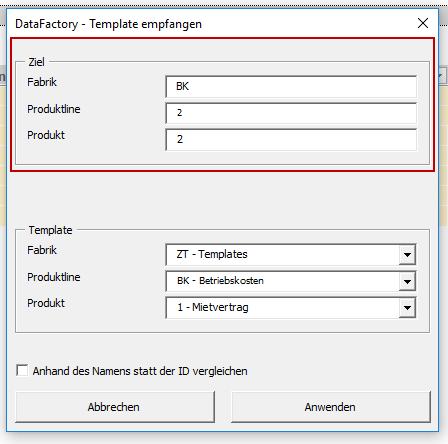 DataFactory - Template empfangen
Ziel
Fabrik BK
Produktline 2
Produkt 2
Template
Fabrik ZT - Templates
Produktline BK - Betriebskosten
Produkt 1 - Mietvertrag
Anhand des Namens statt der ID vergleichen
Abbrechen Anwenden